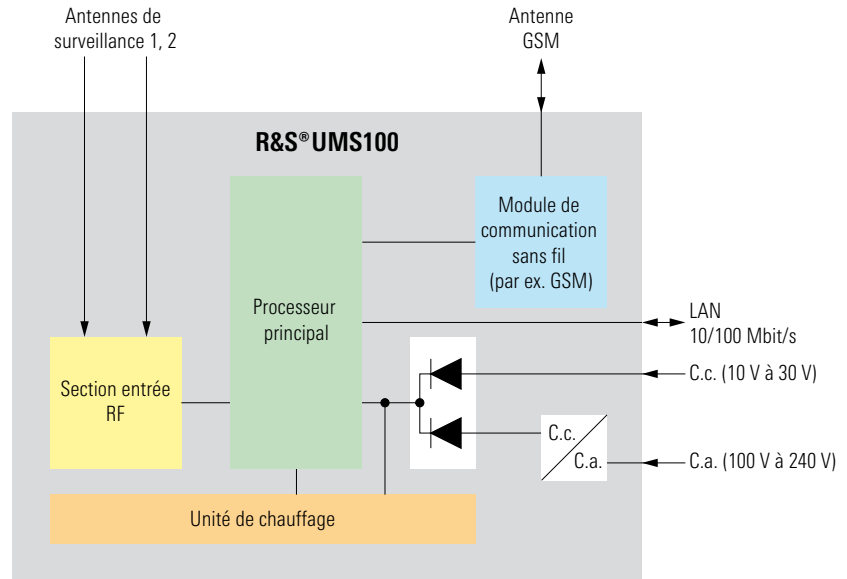 Antennes de
surveillance 1, 2
Antenne
GSM
R&S® UMS100
Module de
communication
sans fil
(par ex. GSM)
Processeur
principal
LAN
10/100 Mbit/s
Section entrée
RF
C.c. (10 V à 30 V)
C.c.
C.a.
C.a. (100 V à 240 V)
Unité de chauffage